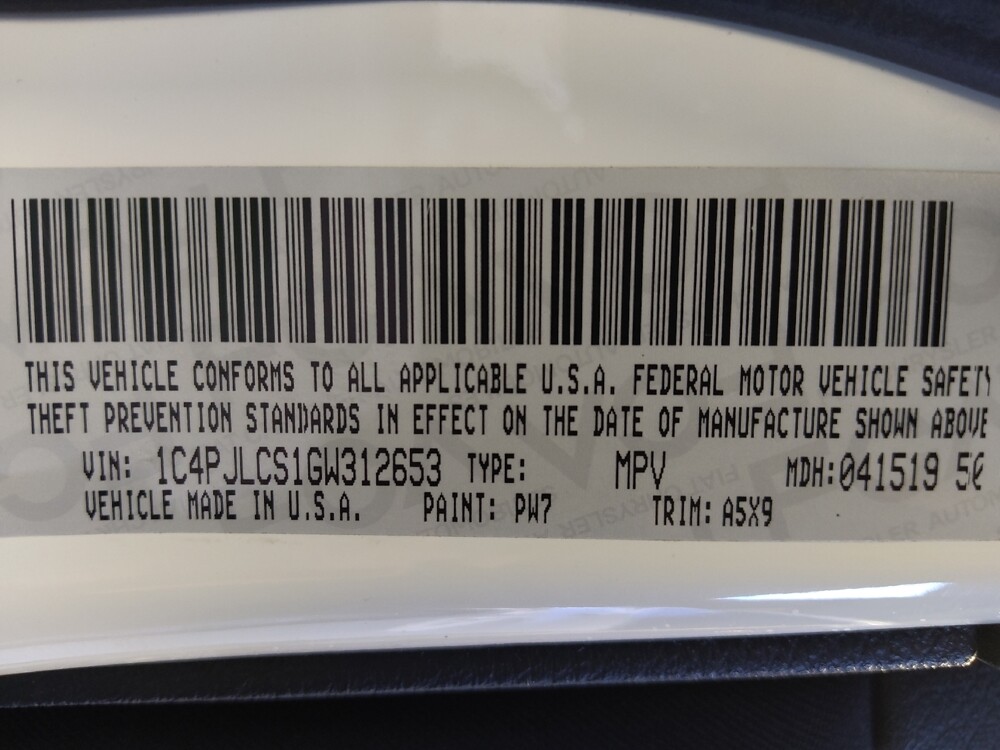 THIS VEHICLE CONFORMS TO ALL APPLICABLE U.S.A. FEDERAL MOTOR VEHICLE SAFETY
THEFT PREVENTION STANDARDS IN EFFECT ON THE DATE OF MANUFACTURE SHOWN ABOVE
VIN: 1C4PJLCS1GW312653 TYPE: MPV MDH:041519
VEHICLE MADE IN U.S.A. PAINT: PW7 TRIM: A5X9